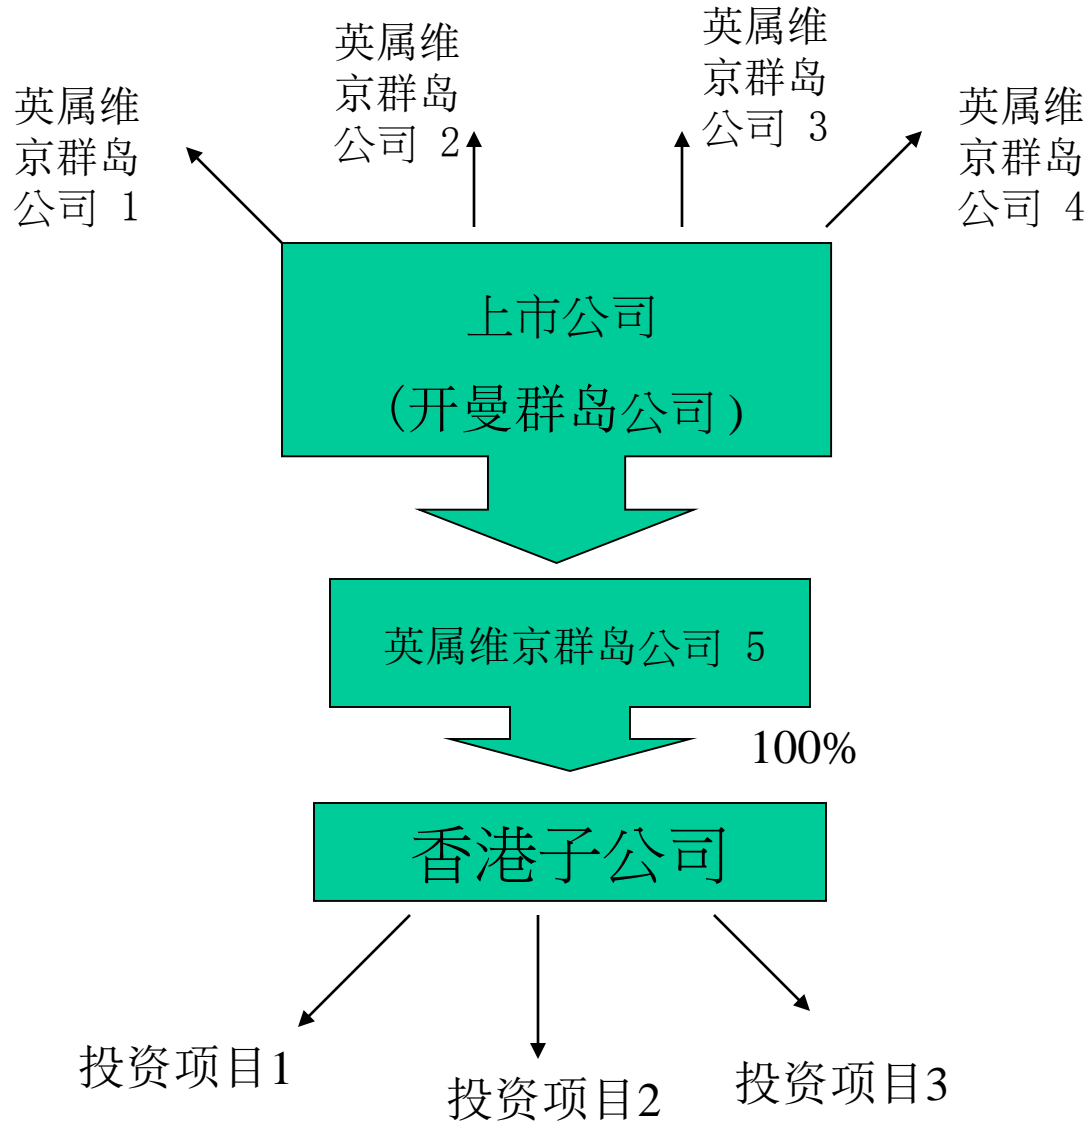 英属维
京群岛
公司 1
英属维
京群岛
公司 2
英属维
京群岛
公司 3
英属维
京群岛
公司 4
上市公司
(开曼群岛公司)
英属维京群岛公司 5
100%
香港子公司
投资项目1
投资项目2
投资项目3